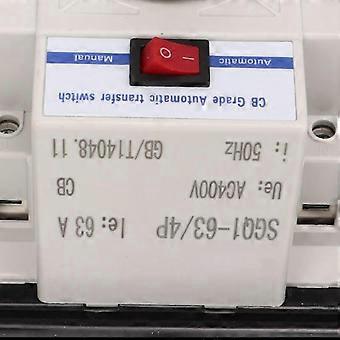 SGQ1-63/4P Ie: 63 A
Ue: AC400V CB
i: 50Hz GB/T14048.11
CB Grade Automatic transfer switch
Automatic O — Manual